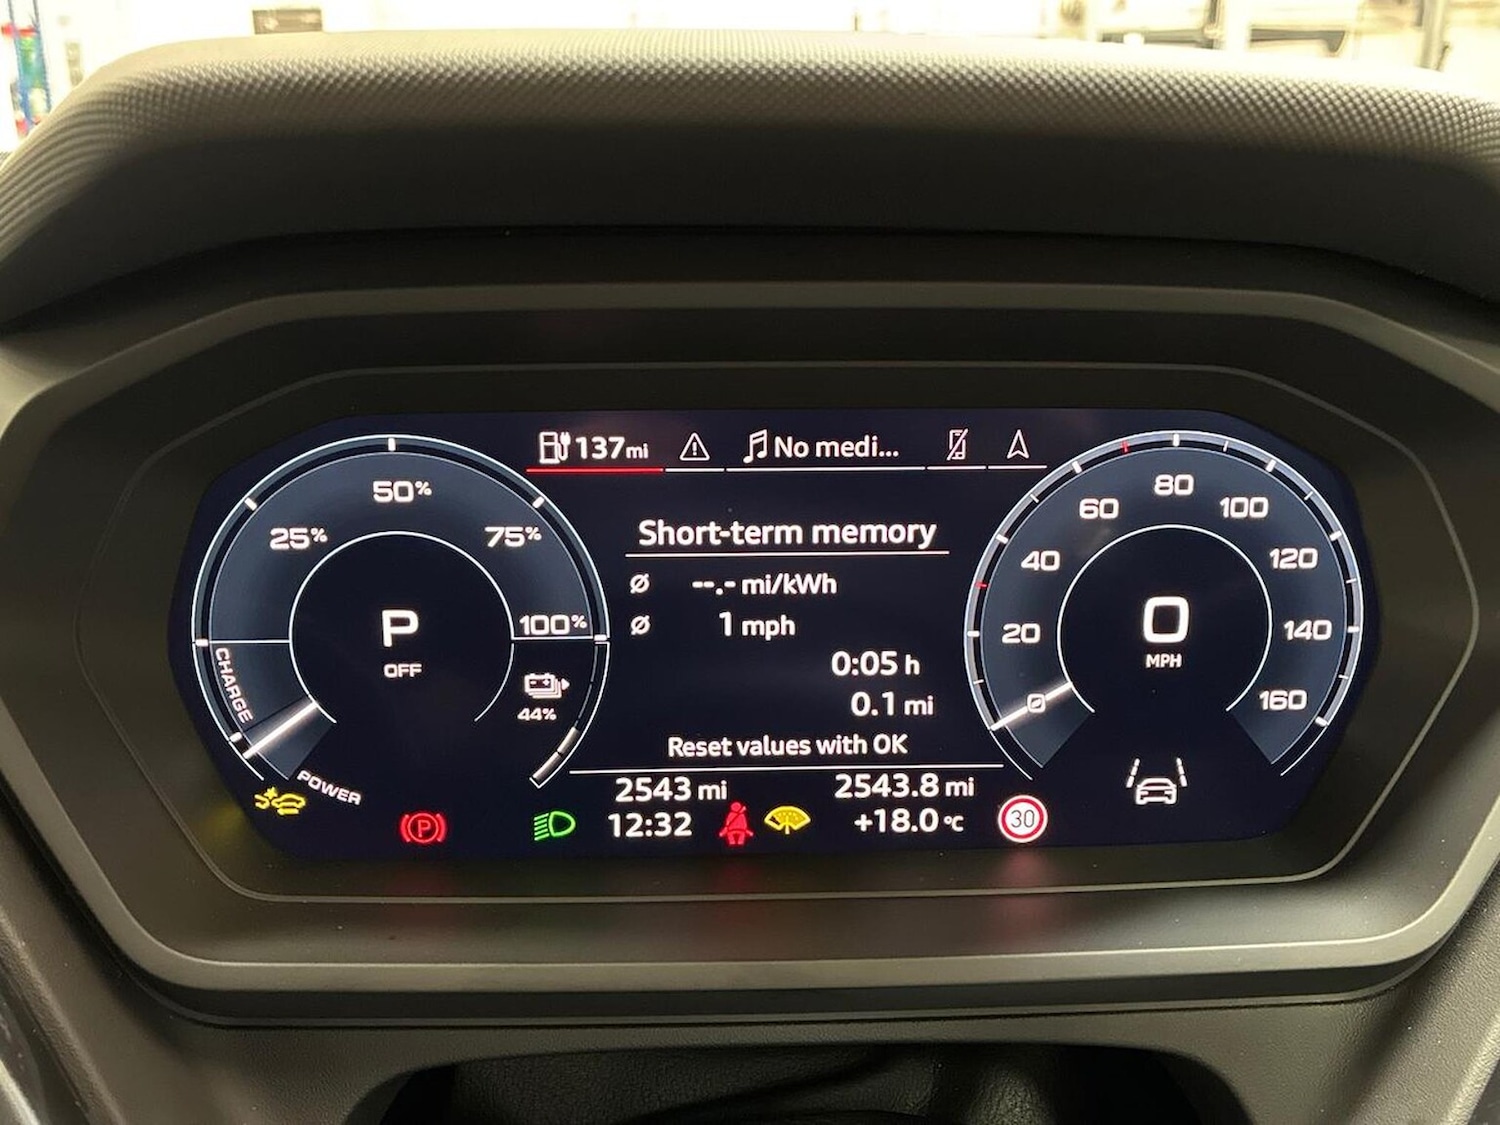 137 mi
No medi...
25%
50%
75%
100%
CHARGE
POWER
P
OFF
44%
Short-term memory
Ø --.- mi/kWh
Ø 1 mph
0:05 h
0.1 mi
Reset values with OK
2543 mi
2543.8 mi
12:32
+18.0 °C
P
30
0
20
40
60
80
100
120
140
160
0
MPH